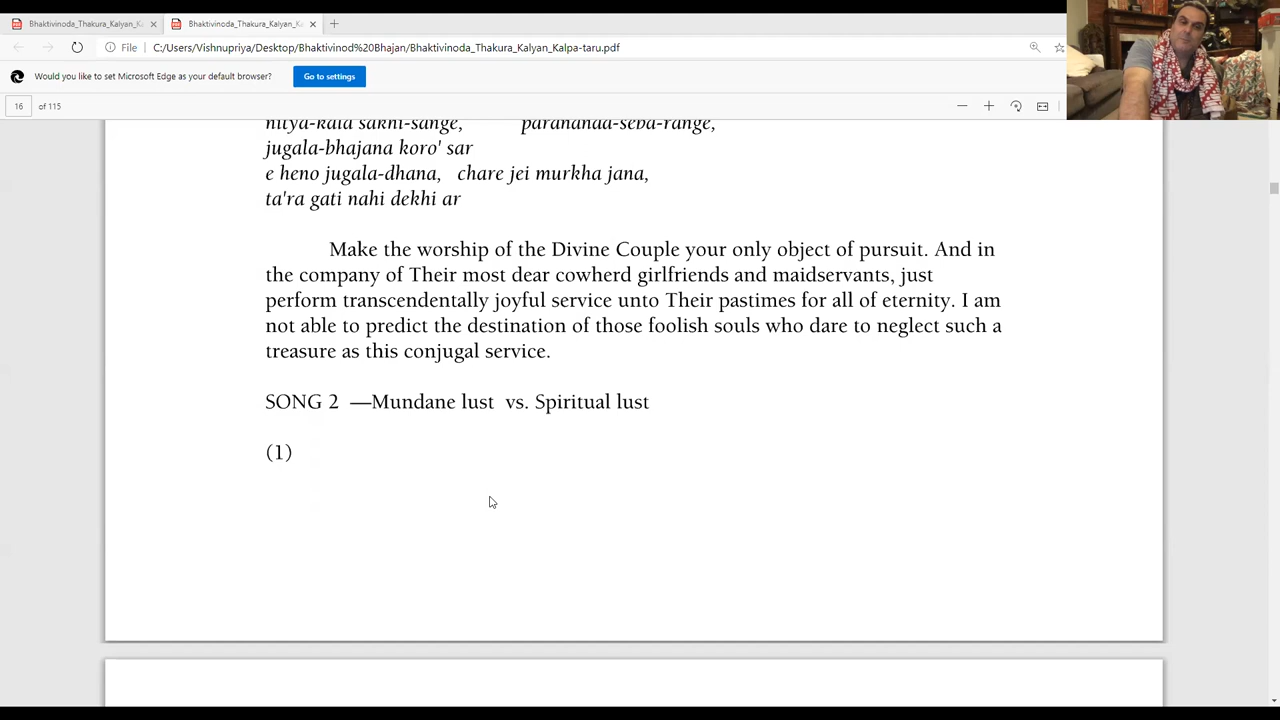 Bhaktivinoda_Thakura_Kalyan_K
Bhaktivinoda_Thakura_Kalyan_K
File
C:/Users/Vishnupriya/Desktop/Bhaktivinod%20Bhajan/Bhaktivinoda_Thakura_Kalyan_Kalpa-taru.pdf
Would you like to set Microsoft Edge as your default browser?
Go to settings
16 of 115
nitya-kala sakhi-sange, parananda-seba-range,
jugala-bhajana koro' sar
e heno jugala-dhana, chare jei murkha jana,
ta'ra gati nahi dekhi ar
Make the worship of the Divine Couple your only object of pursuit. And in
the company of Their most dear cowherd girlfriends and maidservants, just
perform transcendentally joyful service unto Their pastimes for all of eternity. I am
not able to predict the destination of those foolish souls who dare to neglect such a
treasure as this conjugal service.
SONG 2 —Mundane lust vs. Spiritual lust
(1)